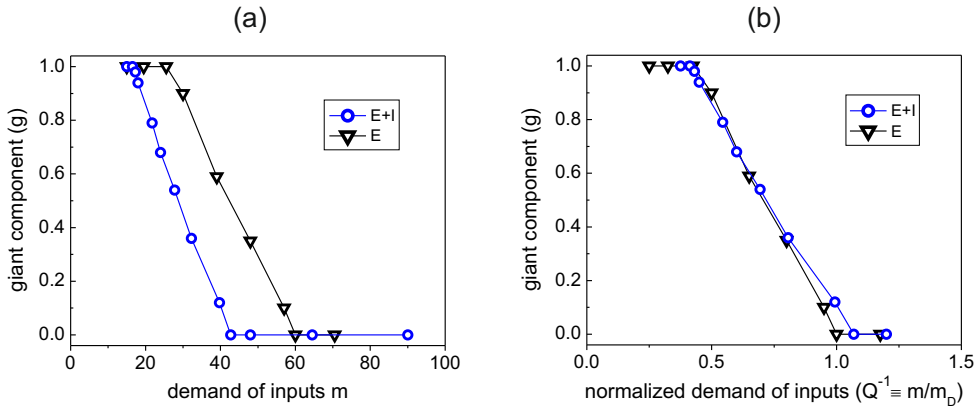 (a)
giant component (g)
1.0
0.8
0.6
0.4
0.2
0.0
E+I
E
0
20
40
60
80
100
demand of inputs m
(b)
giant component (g)
1.0
0.8
0.6
0.4
0.2
0.0
E+I
E
0.0
0.5
1.0
1.5
normalized demand of inputs (Q⁻¹ ≡ m/m_D)